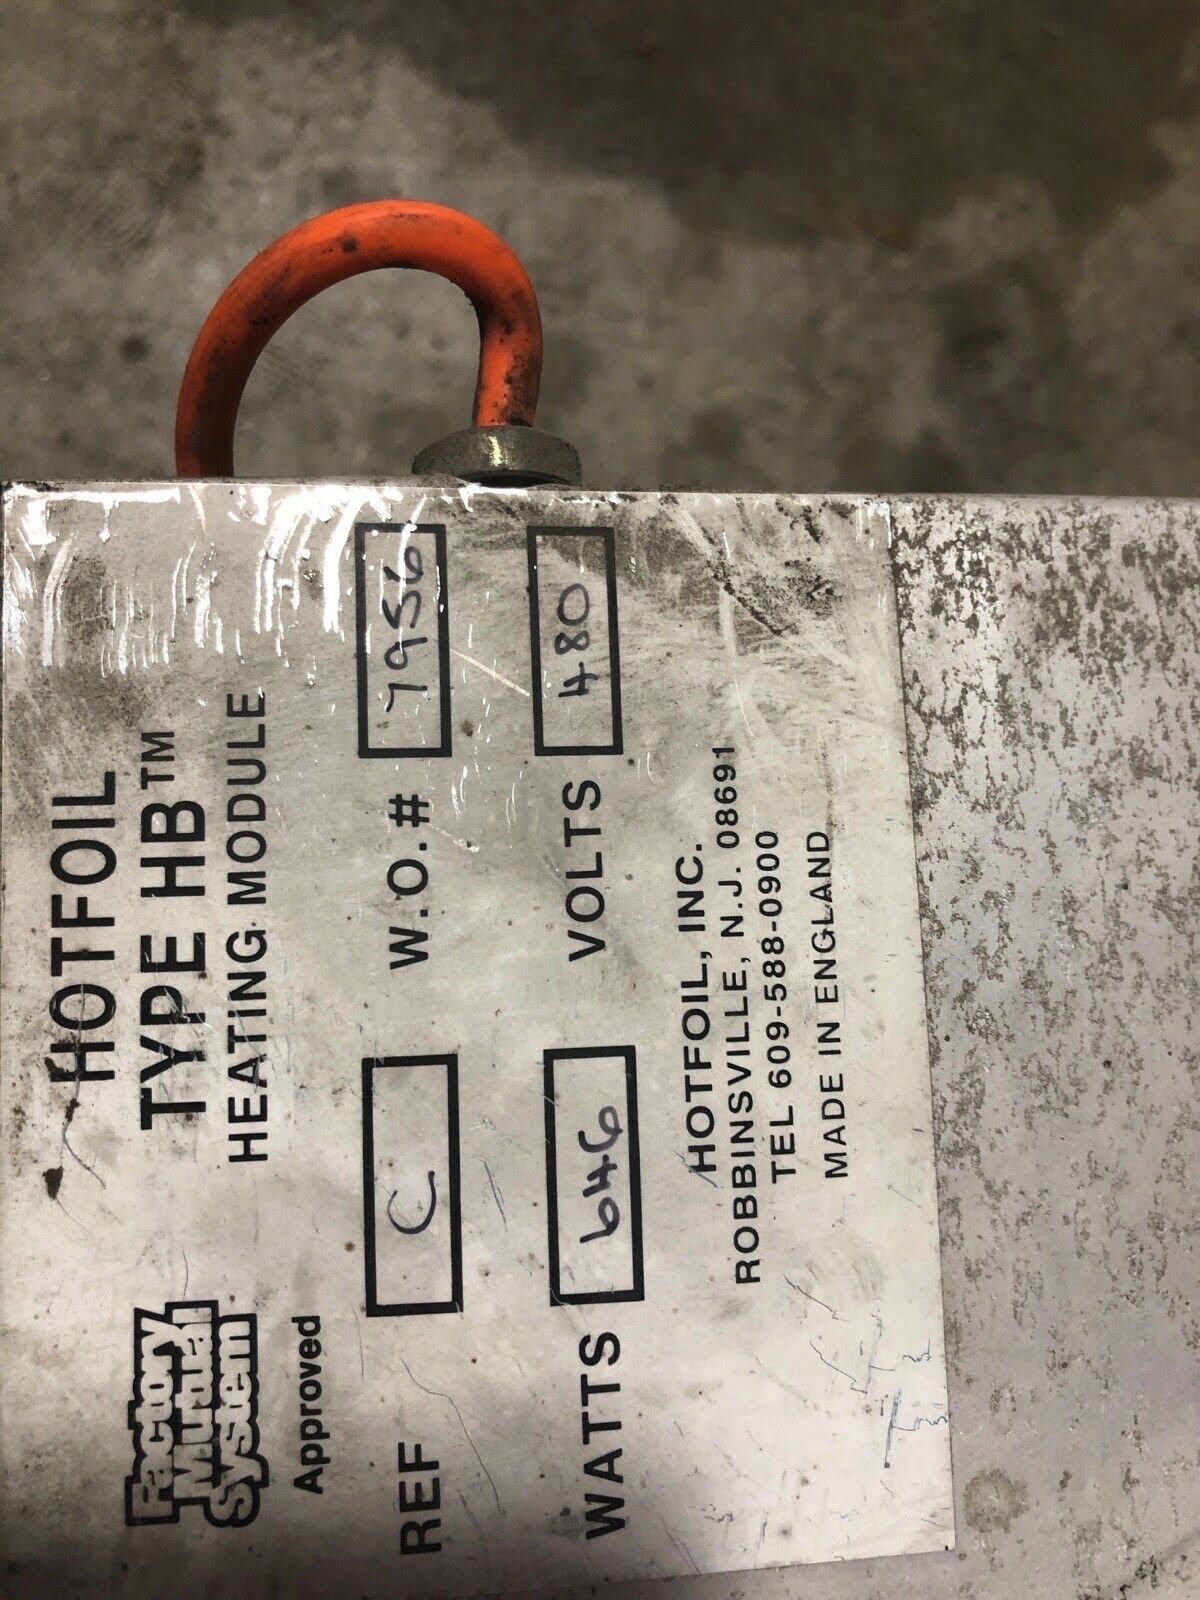 HOTFOIL
TYPE HB™
HEATING MODULE
Factory
Mutual
System
Approved
REF C W.O.# 7956
WATTS 646 VOLTS 480
HOTFOIL, INC.
ROBBINSVILLE, N.J. 08691
TEL 609-588-0900
MADE IN ENGLAND